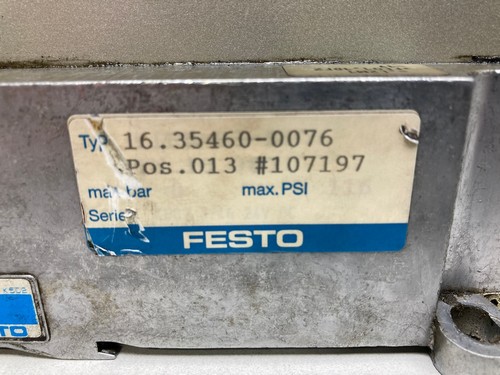 Typ 16.35460-0076
Pos.013 #107197
max. bar max. PSI
Serie
FESTO